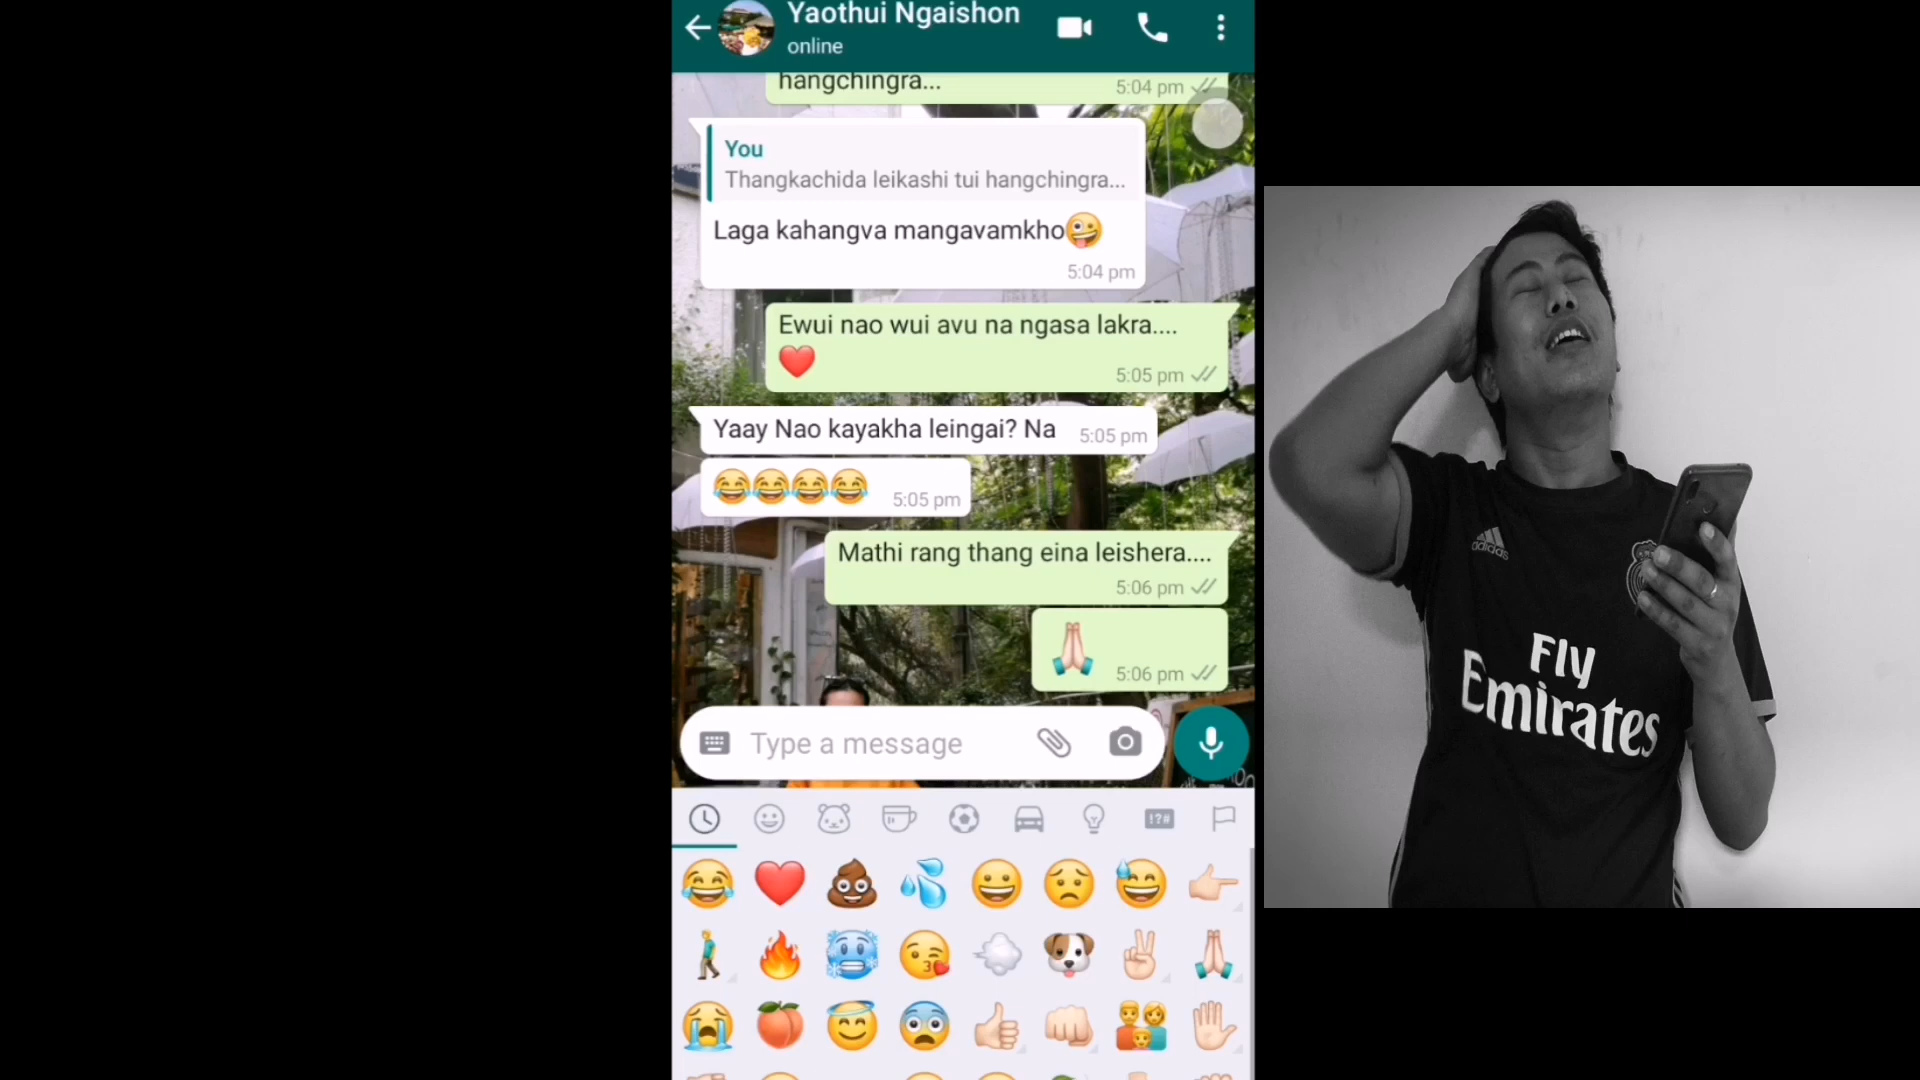 Yaothui Ngaishon
online
hangchingra...
5:04 pm
You
Thangkachida leikashi tui hangchingra...
Laga kahangva mangavamkho🤪
5:04 pm
Ewui nao wui avu na ngasa lakra....
❤️
5:05 pm
Yaay Nao kayakha leingai? Na
5:05 pm
😂😂😂😂
5:05 pm
Mathi rang thang eina leishera....
5:06 pm
🙏🏻
5:06 pm
Type a message
!?#
adidas
Fly
Emirates